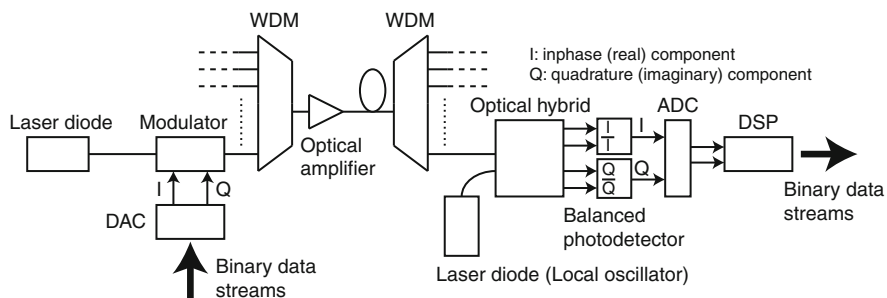 WDM
WDM
I: inphase (real) component
Q: quadrature (imaginary) component
Laser diode
Modulator
Optical amplifier
Optical hybrid
I
Ī
I
ADC
DSP
Q
Q̄
Q
I
Q
DAC
Binary data
streams
Balanced
photodetector
Binary data
streams
Laser diode (Local oscillator)